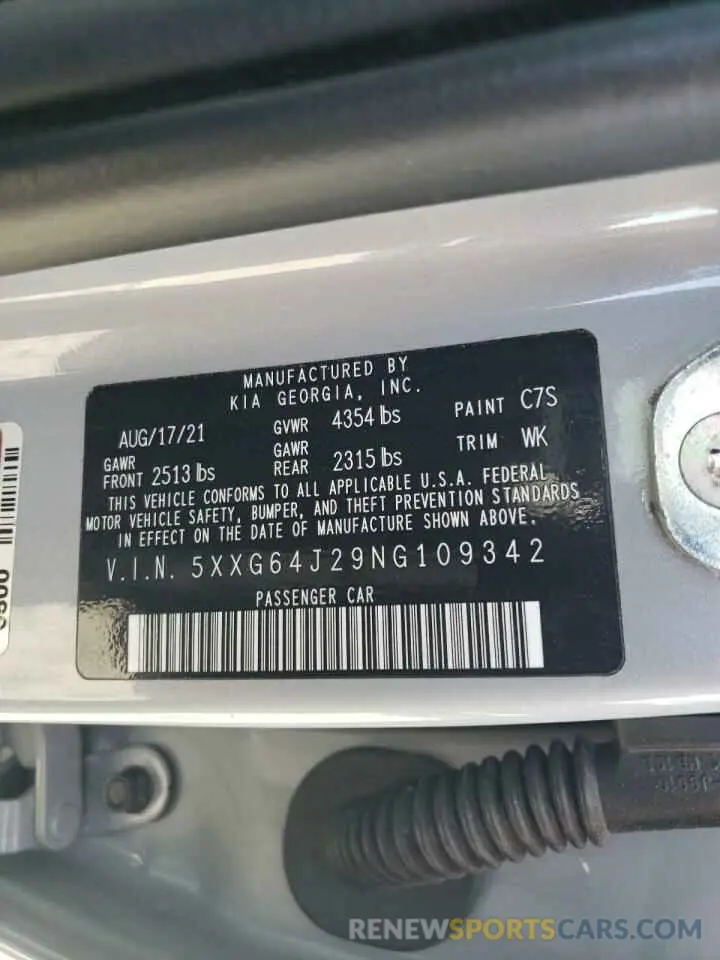 MANUFACTURED BY
KIA GEORGIA, INC.
AUG/17/21 GVWR 4354 lbs PAINT C7S
GAWR FRONT 2513 lbs GAWR REAR 2315 lbs TRIM WK
THIS VEHICLE CONFORMS TO ALL APPLICABLE U.S.A. FEDERAL
MOTOR VEHICLE SAFETY, BUMPER, AND THEFT PREVENTION STANDARDS
IN EFFECT ON THE DATE OF MANUFACTURE SHOWN ABOVE.
V.I.N. 5XXG64J29NG109342
PASSENGER CAR
RENEWSPORTSCARS.COM